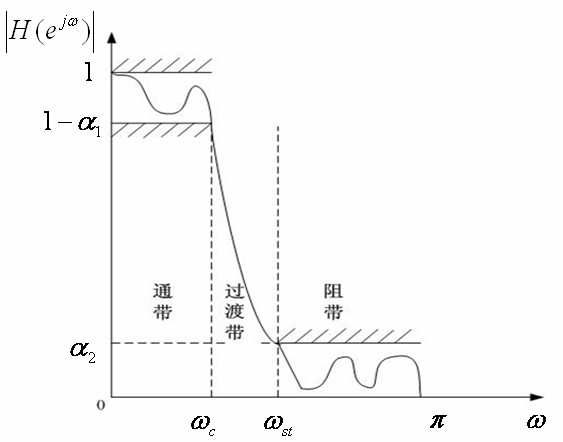 |H(e^{jω})|
1
1-α₁
通带
过渡带
阻带
α₂
0
ω_c
ω_st
π
ω